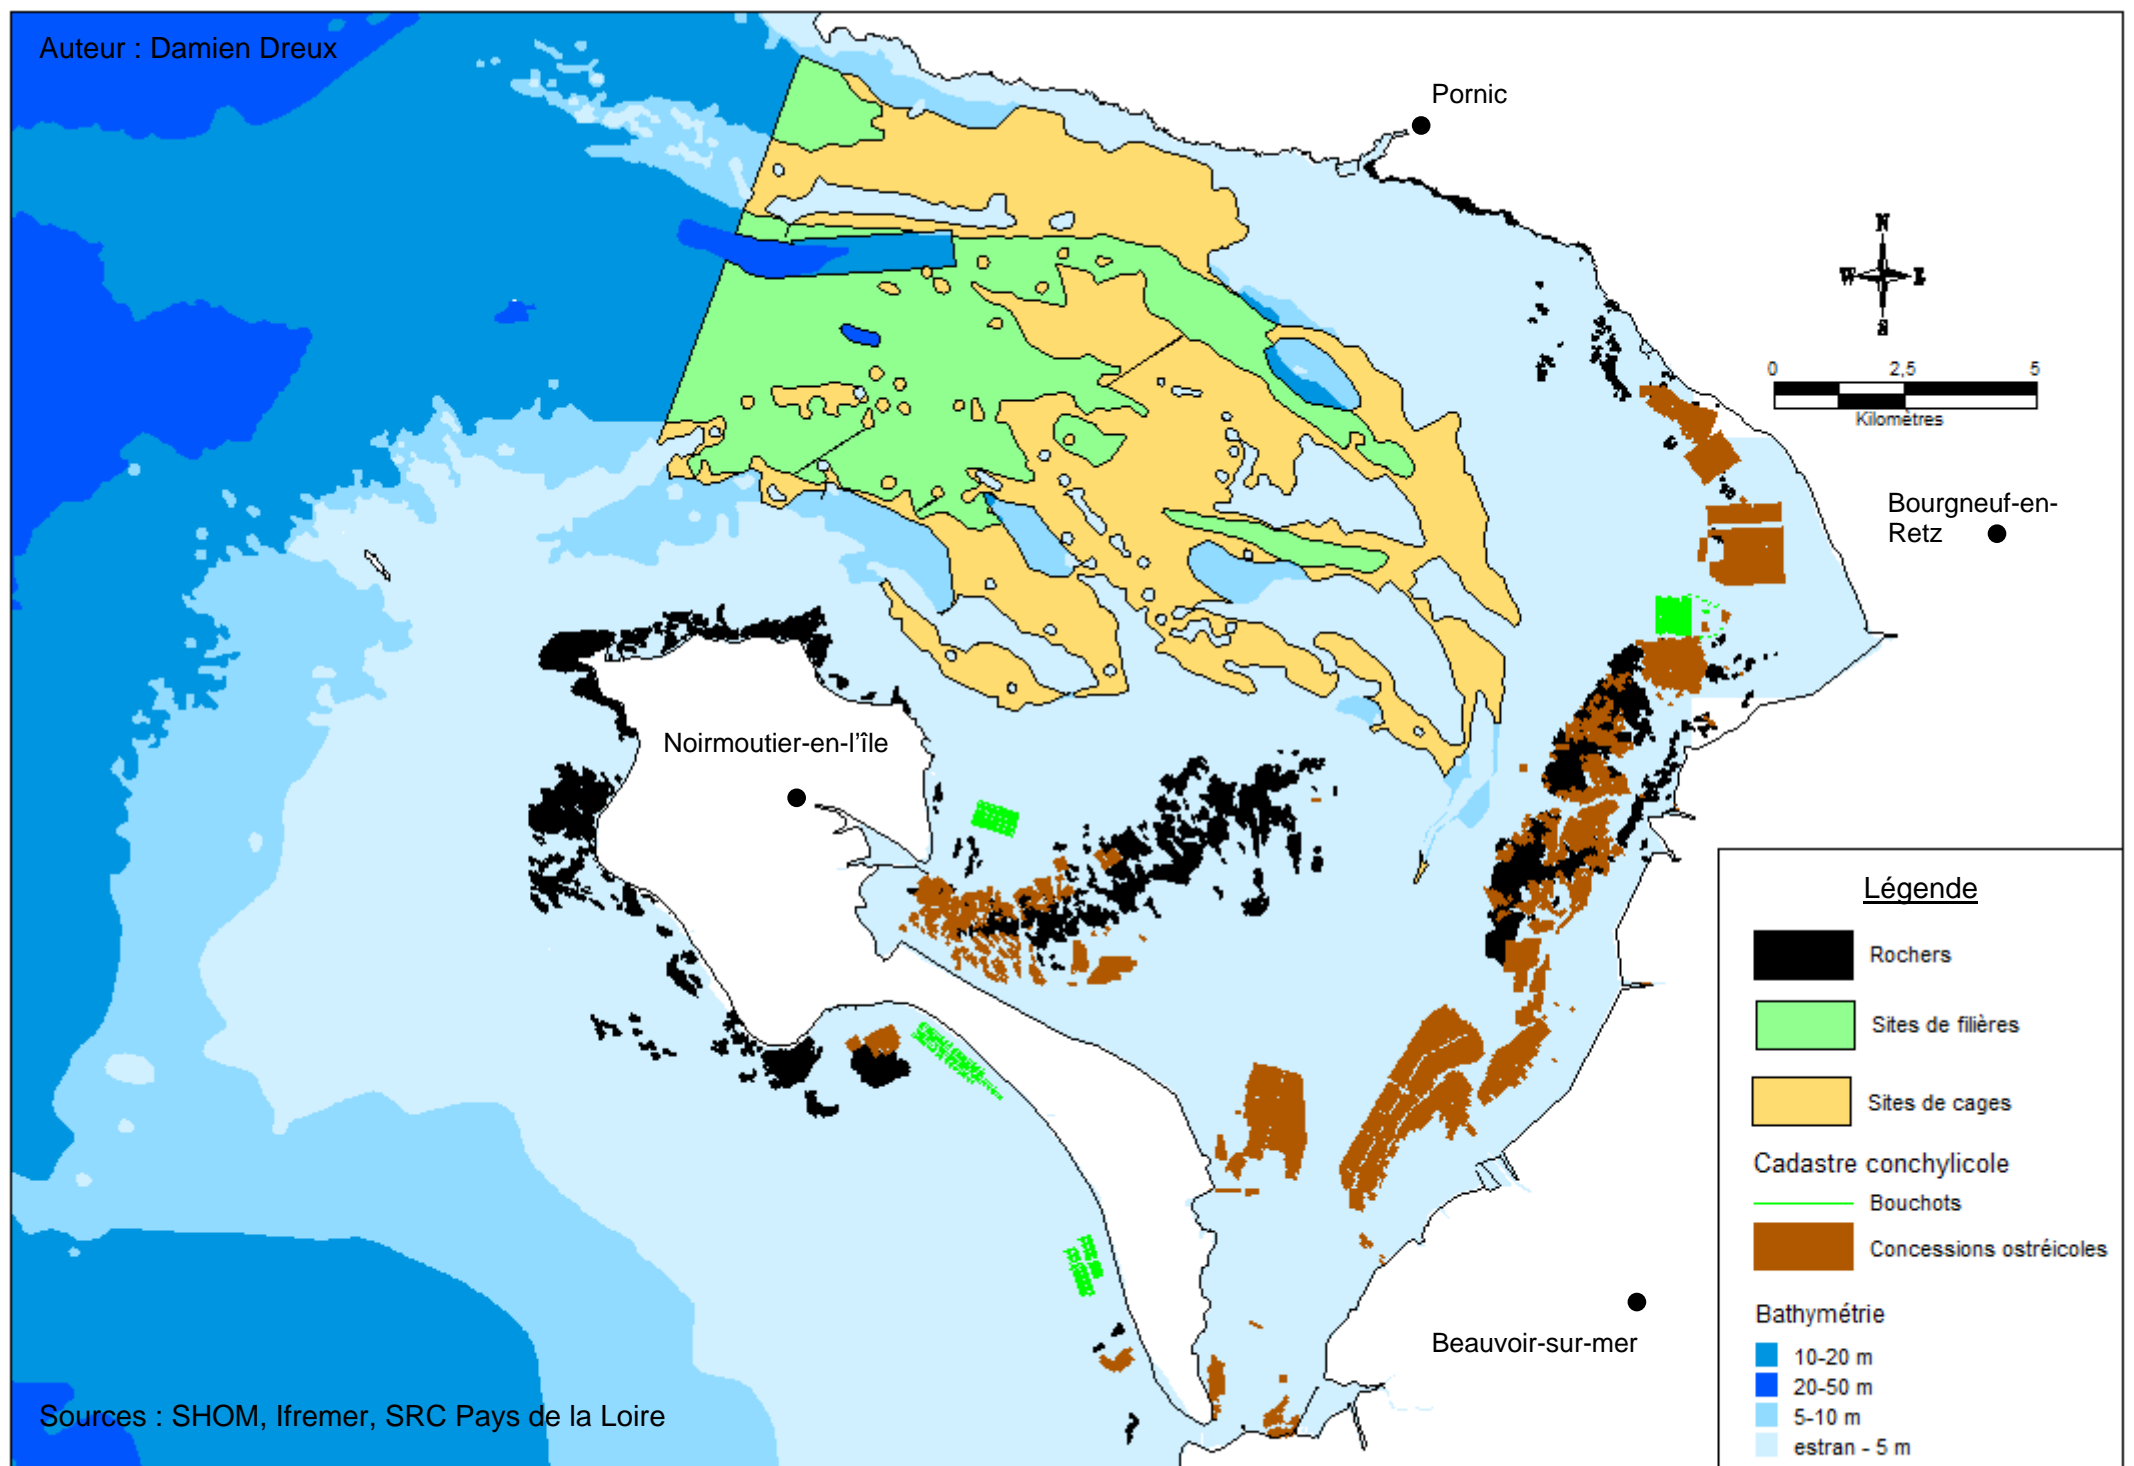 Auteur : Damien Dreux
Pornic
N
W E
S
0 2,5 5
Kilomètres
Bourgneuf-en-
Retz
Noirmoutier-en-l'île
Beauvoir-sur-mer
Légende
Rochers
Sites de filières
Sites de cages
Cadastre conchylicole
Bouchots
Concessions ostréicoles
Bathymétrie
10-20 m
20-50 m
5-10 m
estran - 5 m
Sources : SHOM, Ifremer, SRC Pays de la Loire